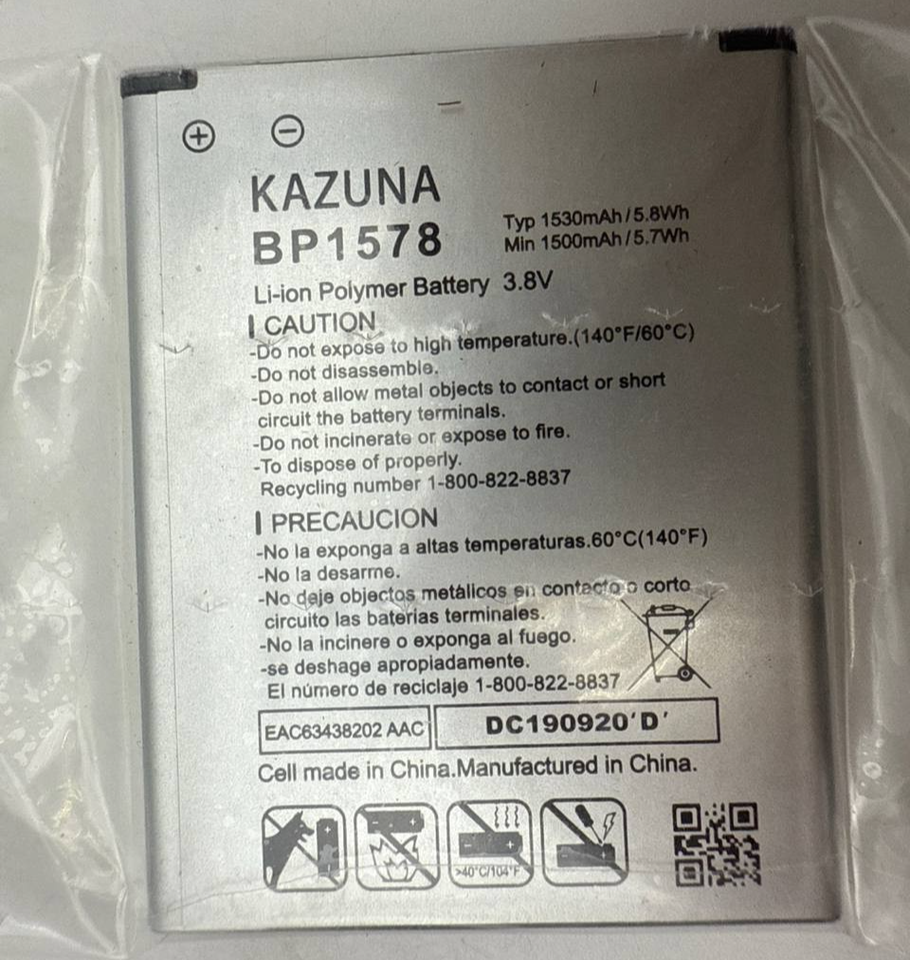 KAZUNA
BP1578
Typ 1530mAh/5.8Wh
Min 1500mAh/5.7Wh
Li-ion Polymer Battery 3.8V
CAUTION
-Do not expose to high temperature.(140°F/60°C)
-Do not disassemble.
-Do not allow metal objects to contact or short
circuit the battery terminals.
-Do not incinerate or expose to fire.
-To dispose of properly.
Recycling number 1-800-822-8837
PRECAUCION
-No la exponga a altas temperaturas.60°C(140°F)
-No la desarme.
-No deje objectos metálicos en contacto o corto
circuito las baterias terminales.
-No la incinere o exponga al fuego.
-se deshage apropiadamente.
El número de reciclaje 1-800-822-8837
EAC63438202 AAC
DC190920'D'
Cell made in China.Manufactured in China.
>40°C/104°F